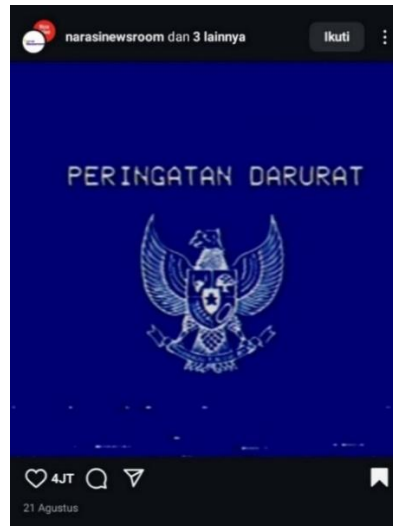 narasinewsroom dan 3 lainnya
Ikuti
PERINGATAN DARURAT
4JT
21 Agustus